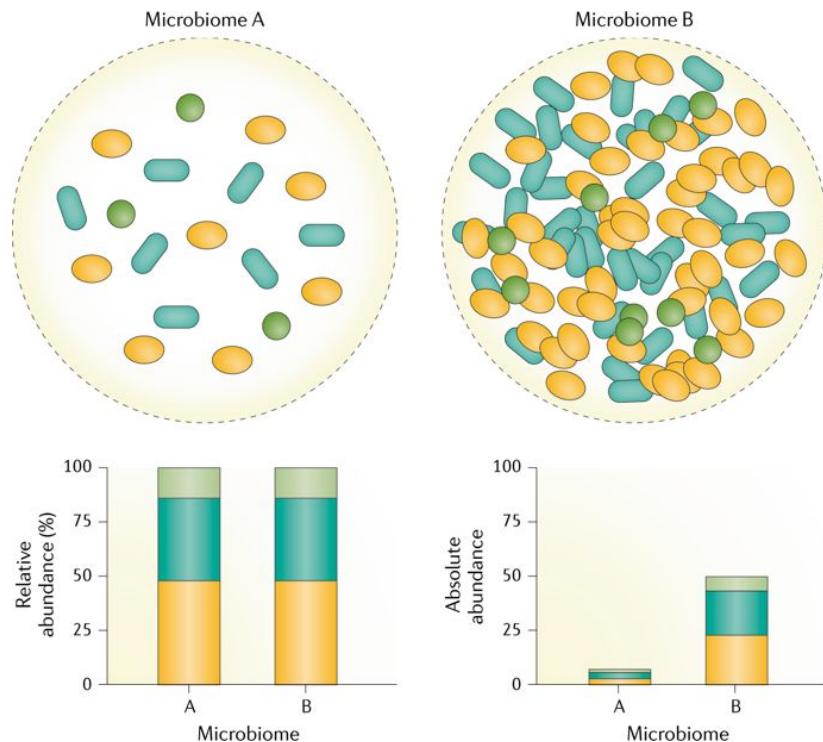 Microbiome A
Microbiome B
100
75
50
25
0
Relative
abundance (%)
A
B
Microbiome
100
75
50
25
0
Absolute
abundance
A
B
Microbiome